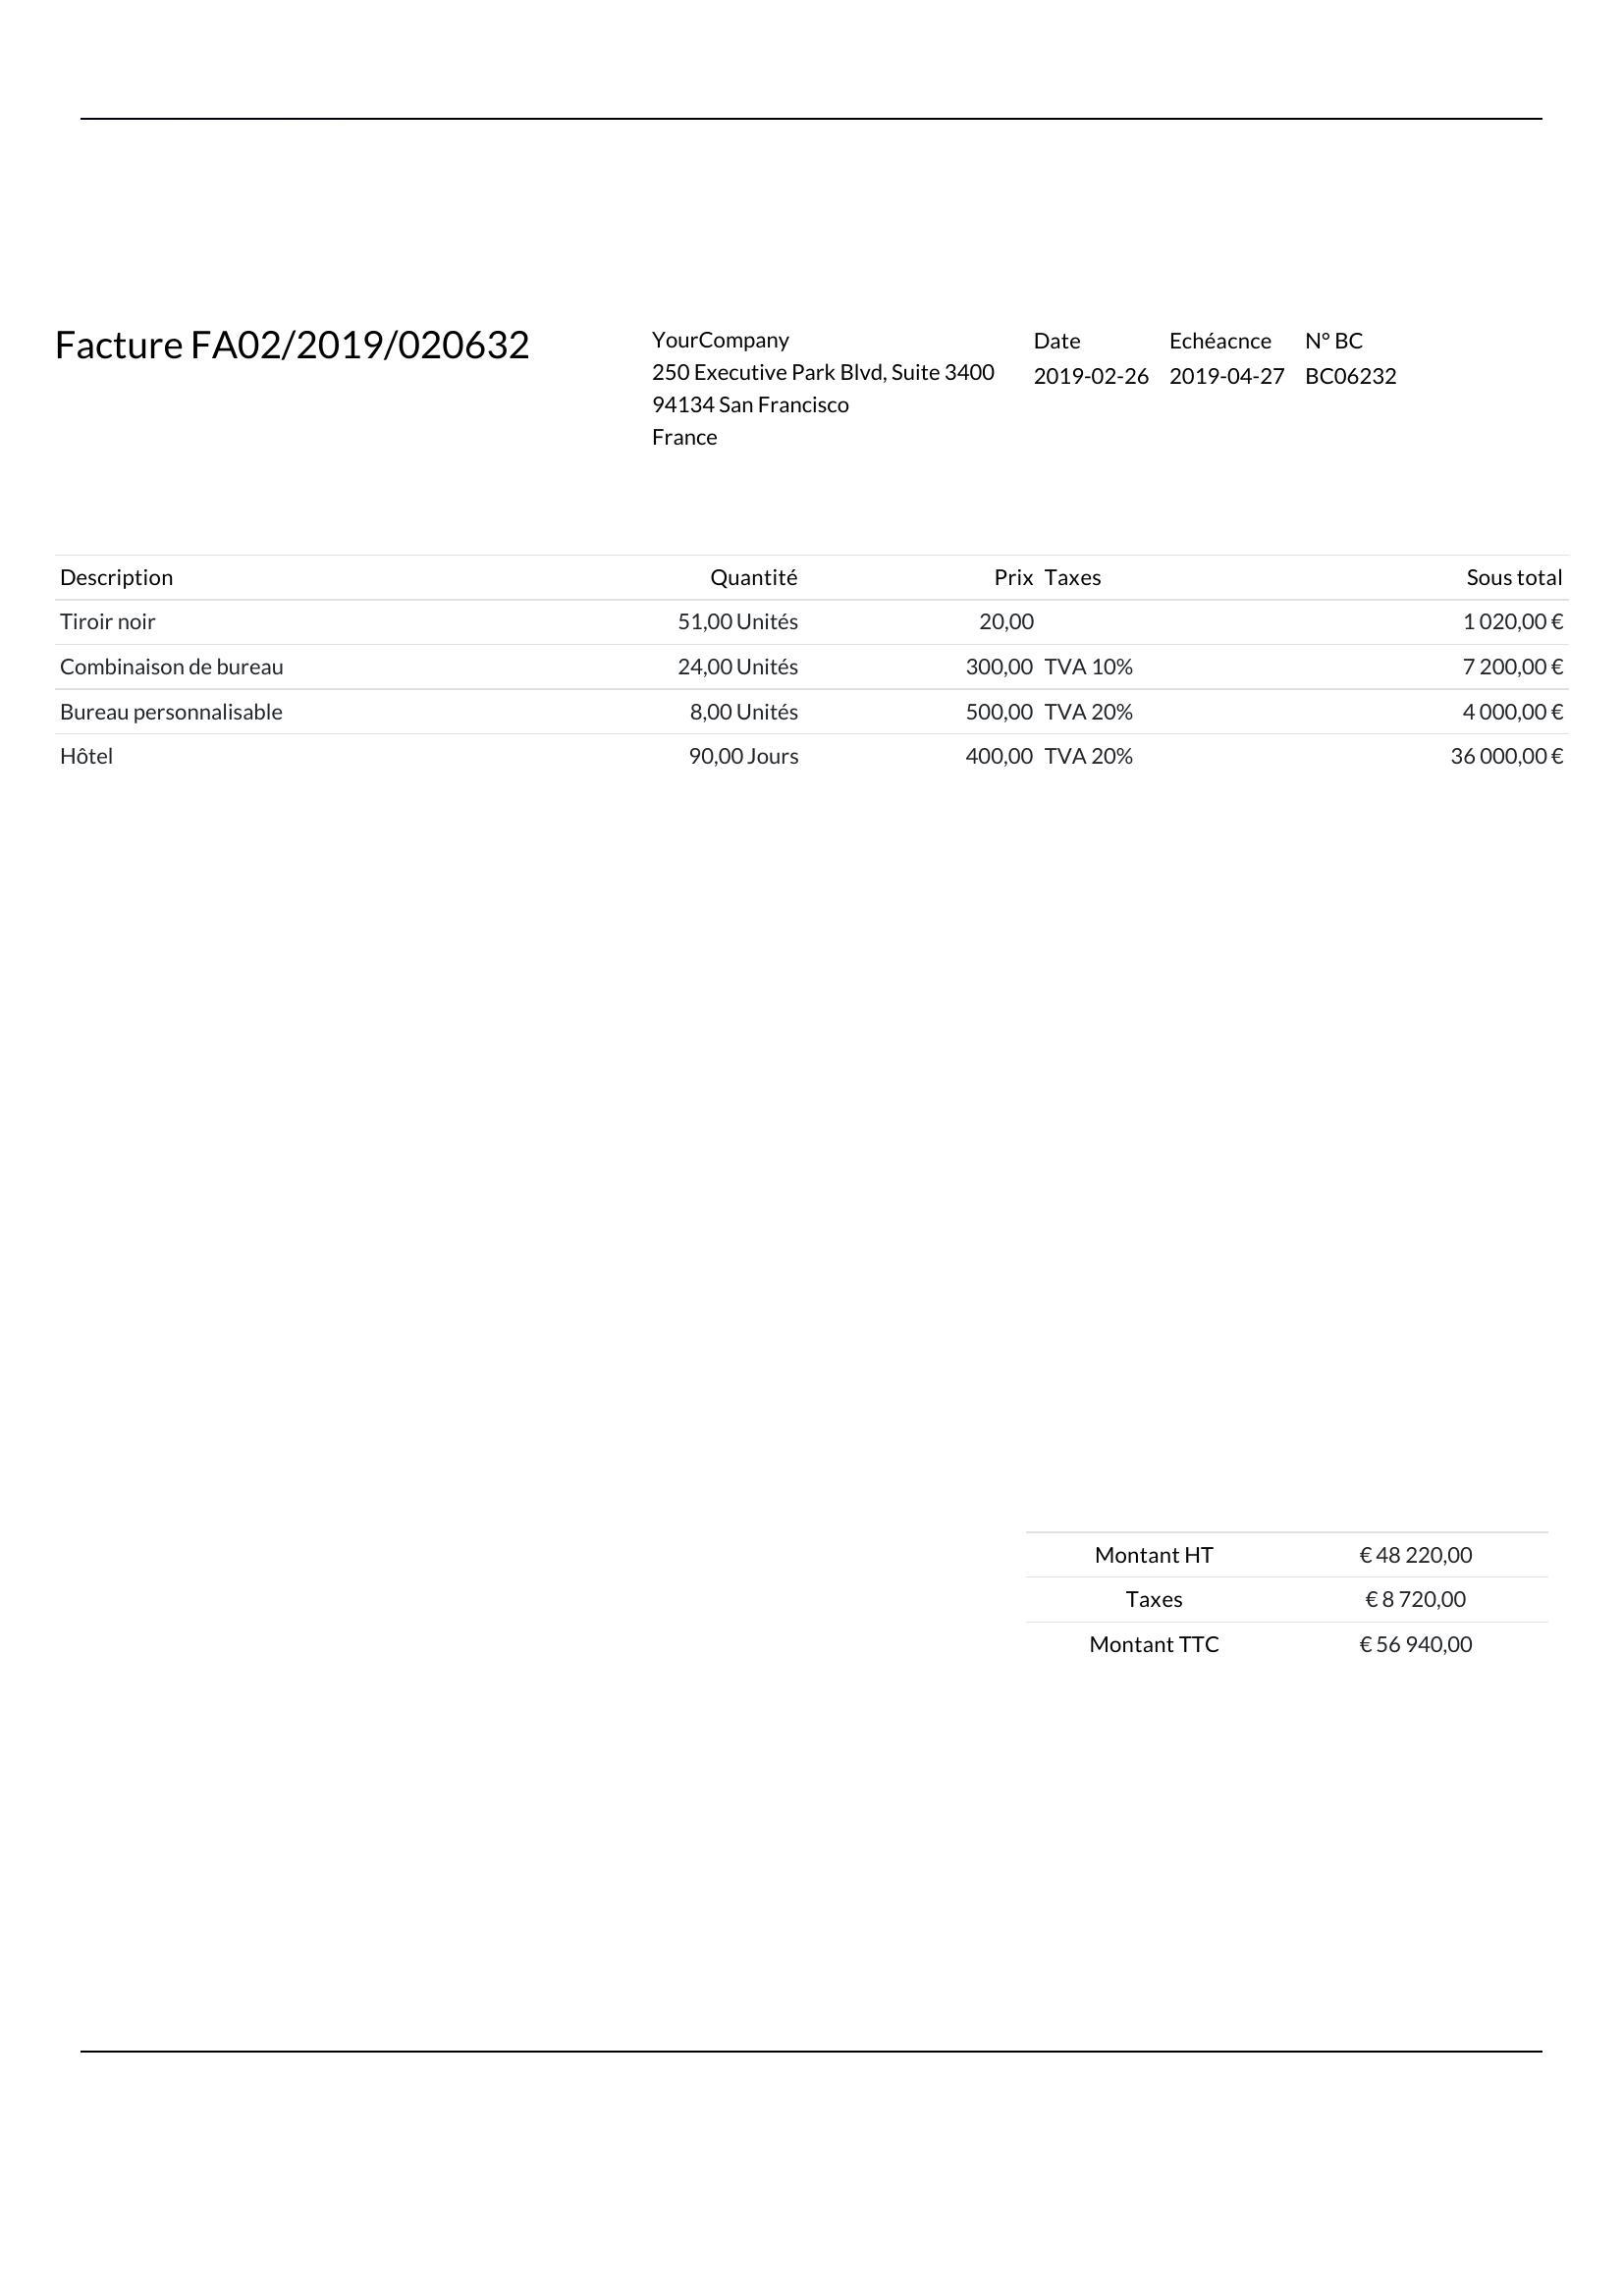 Facture FA02/2019/020632
YourCompany
250 Executive Park Blvd, Suite 3400
94134 San Francisco
France
Date Echéacnce N° BC
2019-02-26 2019-04-27 BC06232
Description Quantité Prix Taxes Sous total
Tiroir noir 51,00 Unités 20,00 1 020,00 €
Combinaison de bureau 24,00 Unités 300,00 TVA 10% 7 200,00 €
Bureau personnalisable 8,00 Unités 500,00 TVA 20% 4 000,00 €
Hôtel 90,00 Jours 400,00 TVA 20% 36 000,00 €
Montant HT € 48 220,00
Taxes € 8 720,00
Montant TTC € 56 940,00